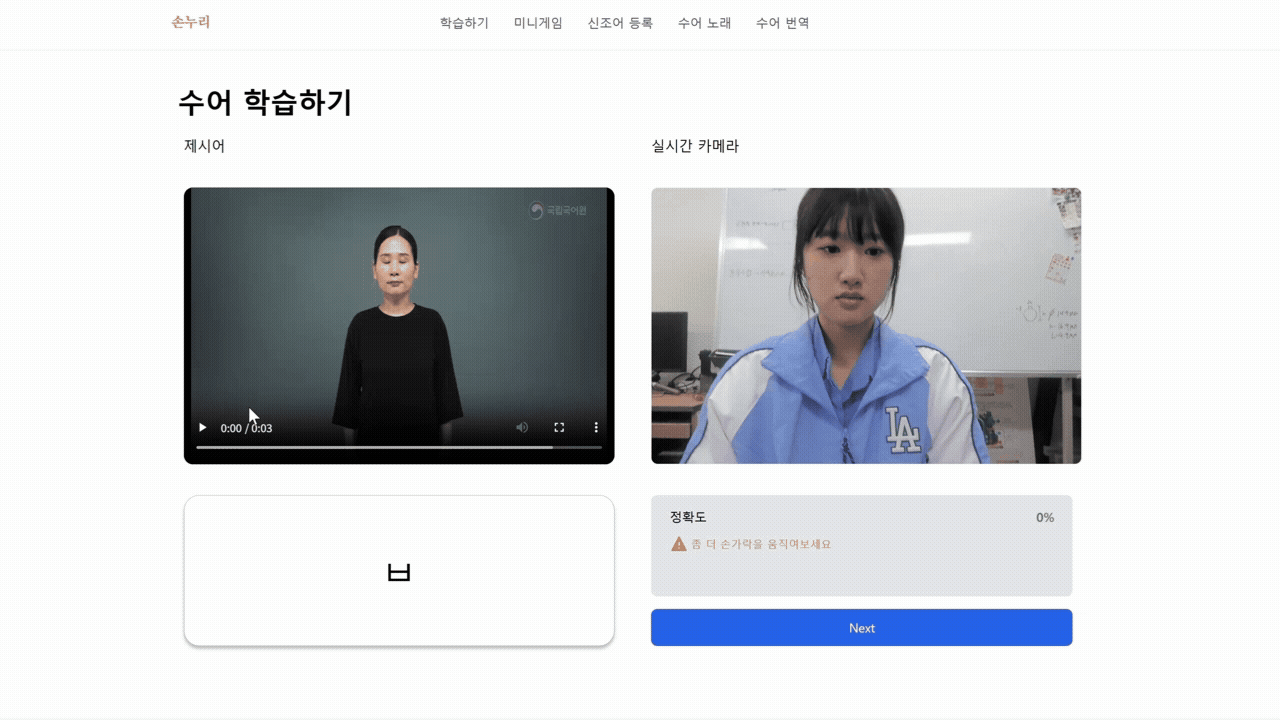 손누리
학습하기 미니게임 신조어 등록 수어 노래 수어 번역
수어 학습하기
제시어
실시간 카메라
국립국어원
0:00 / 0:03
LA
ㅂ
정확도 0%
좀 더 손가락을 움직여보세요
Next